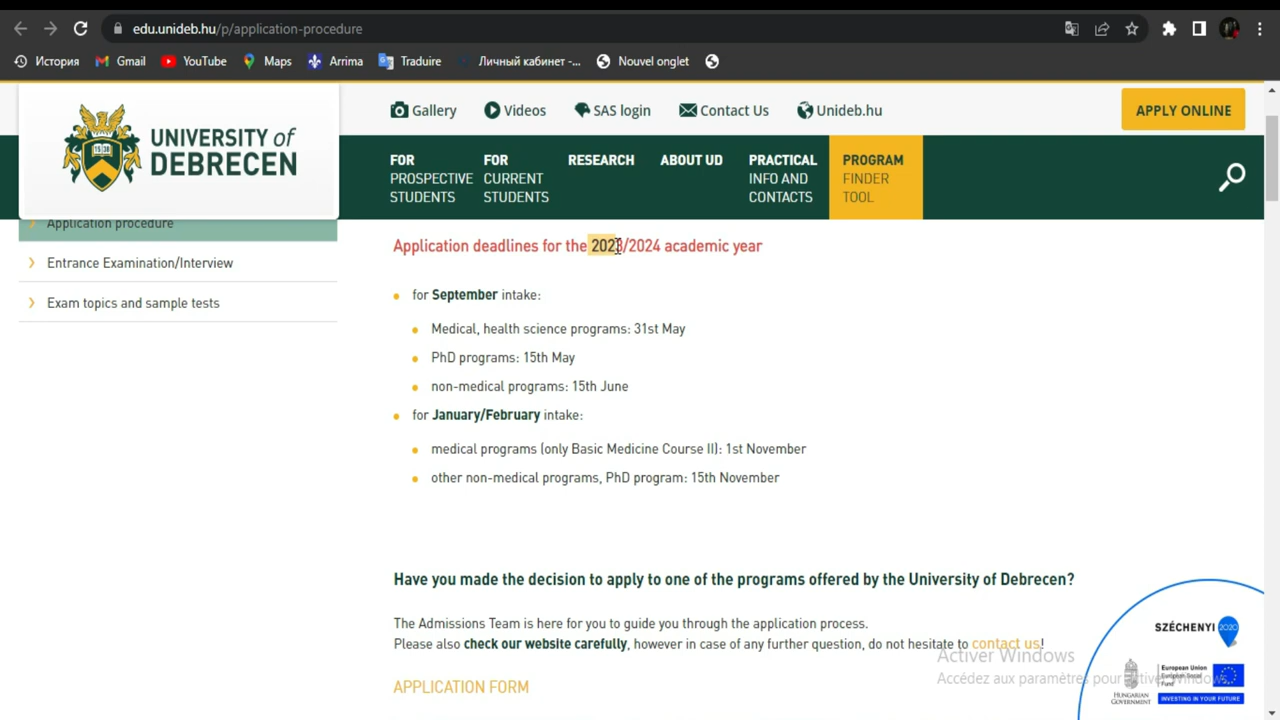 edu.unideb.hu/p/application-procedure
История Gmail YouTube Maps Arrima Traduire Личный кабинет -... Nouvel onglet
UNIVERSITY of
DEBRECEN
Gallery Videos SAS login Contact Us Unideb.hu APPLY ONLINE
FOR
PROSPECTIVE
STUDENTS
FOR
CURRENT
STUDENTS
RESEARCH
ABOUT UD
PRACTICAL
INFO AND
CONTACTS
PROGRAM
FINDER
TOOL
Application procedure
Entrance Examination/Interview
Exam topics and sample tests
Application deadlines for the 2023/2024 academic year
for September intake:
Medical, health science programs: 31st May
PhD programs: 15th May
non-medical programs: 15th June
for January/February intake:
medical programs (only Basic Medicine Course II): 1st November
other non-medical programs, PhD program: 15th November
Have you made the decision to apply to one of the programs offered by the University of Debrecen?
The Admissions Team is here for you to guide you through the application process.
Please also check our website carefully, however in case of any further question, do not hesitate to contact us!
APPLICATION FORM
Activer Windows
Accédez aux paramètres pour activer Windows.
SZÉCHENYI 2020
HUNGARIAN
GOVERNMENT
European Union
European Social
Fund
INVESTING IN YOUR FUTURE